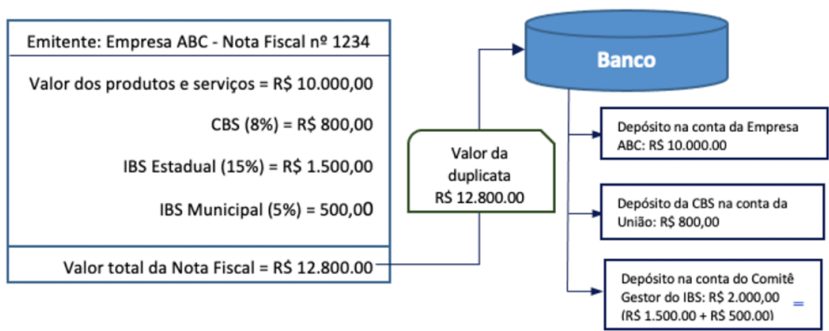 Emitente: Empresa ABC - Nota Fiscal nº 1234
Valor dos produtos e serviços = R$ 10.000,00
CBS (8%) = R$ 800,00
IBS Estadual (15%) = R$ 1.500,00
IBS Municipal (5%) = 500,00
Valor total da Nota Fiscal = R$ 12.800.00
Valor da
duplicata
R$ 12.800.00
Banco
Depósito na conta da Empresa
ABC: R$ 10.000.00
Depósito da CBS na conta da
União: R$ 800,00
Depósito na conta do Comitê
Gestor do IBS: R$ 2.000,00 =
(R$ 1.500.00 + R$ 500.00)